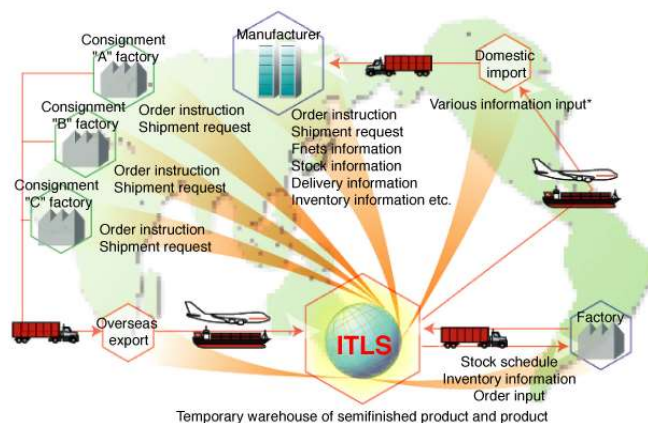 Consignment
"A" factory
Manufacturer
Domestic
import
Order instruction
Shipment request
Consignment
"B" factory
Order instruction
Shipment request
Fnets information
Stock information
Delivery information
Inventory information etc.
Various information input*
Order instruction
Shipment request
Consignment
"C" factory
Order instruction
Shipment request
Overseas
export
ITLS
Factory
Stock schedule
Inventory information
Order input
Temporary warehouse of semifinished product and product